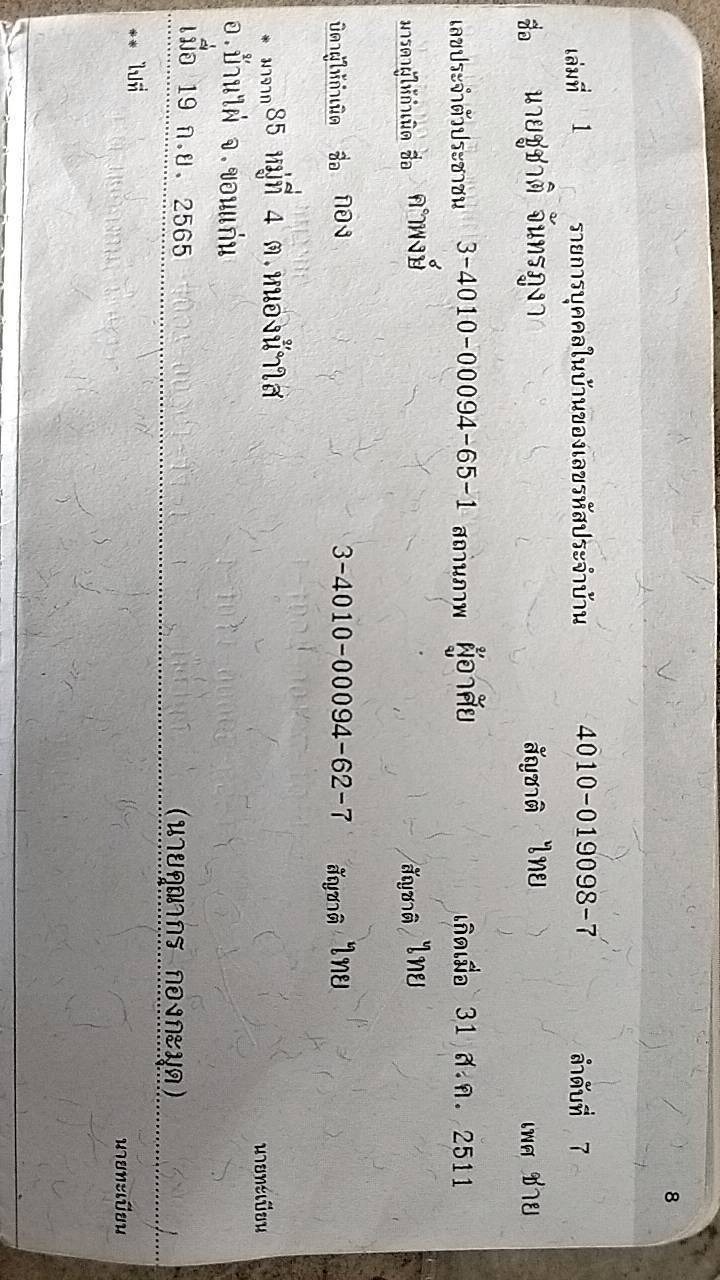 8
เล่มที่ 1 รายการบุคคลในบ้านของเลขรหัสประจำบ้าน 4010-019098-7 ลำดับที่ 7
ชื่อ นายชูชาติ จันทรภูงา สัญชาติ ไทย เพศ ชาย
เลขประจำตัวประชาชน 3-4010-00094-65-1 สถานภาพ ผู้อาศัย เกิดเมื่อ 31 ส.ค. 2511
มารดาผู้ให้กำเนิด ชื่อ คำพงษ์ สัญชาติ ไทย
บิดาผู้ให้กำเนิด ชื่อ กอง 3-4010-00094-62-7 สัญชาติ ไทย
* มาจาก 85 หมู่ที่ 4 ต.หนองน้ำใส
อ.บ้านไผ่ จ.ขอนแก่น นายทะเบียน
เมื่อ 19 ก.ย. 2565 (นายคุณากร กองกะมุด)
** ไปที่ นายทะเบียน